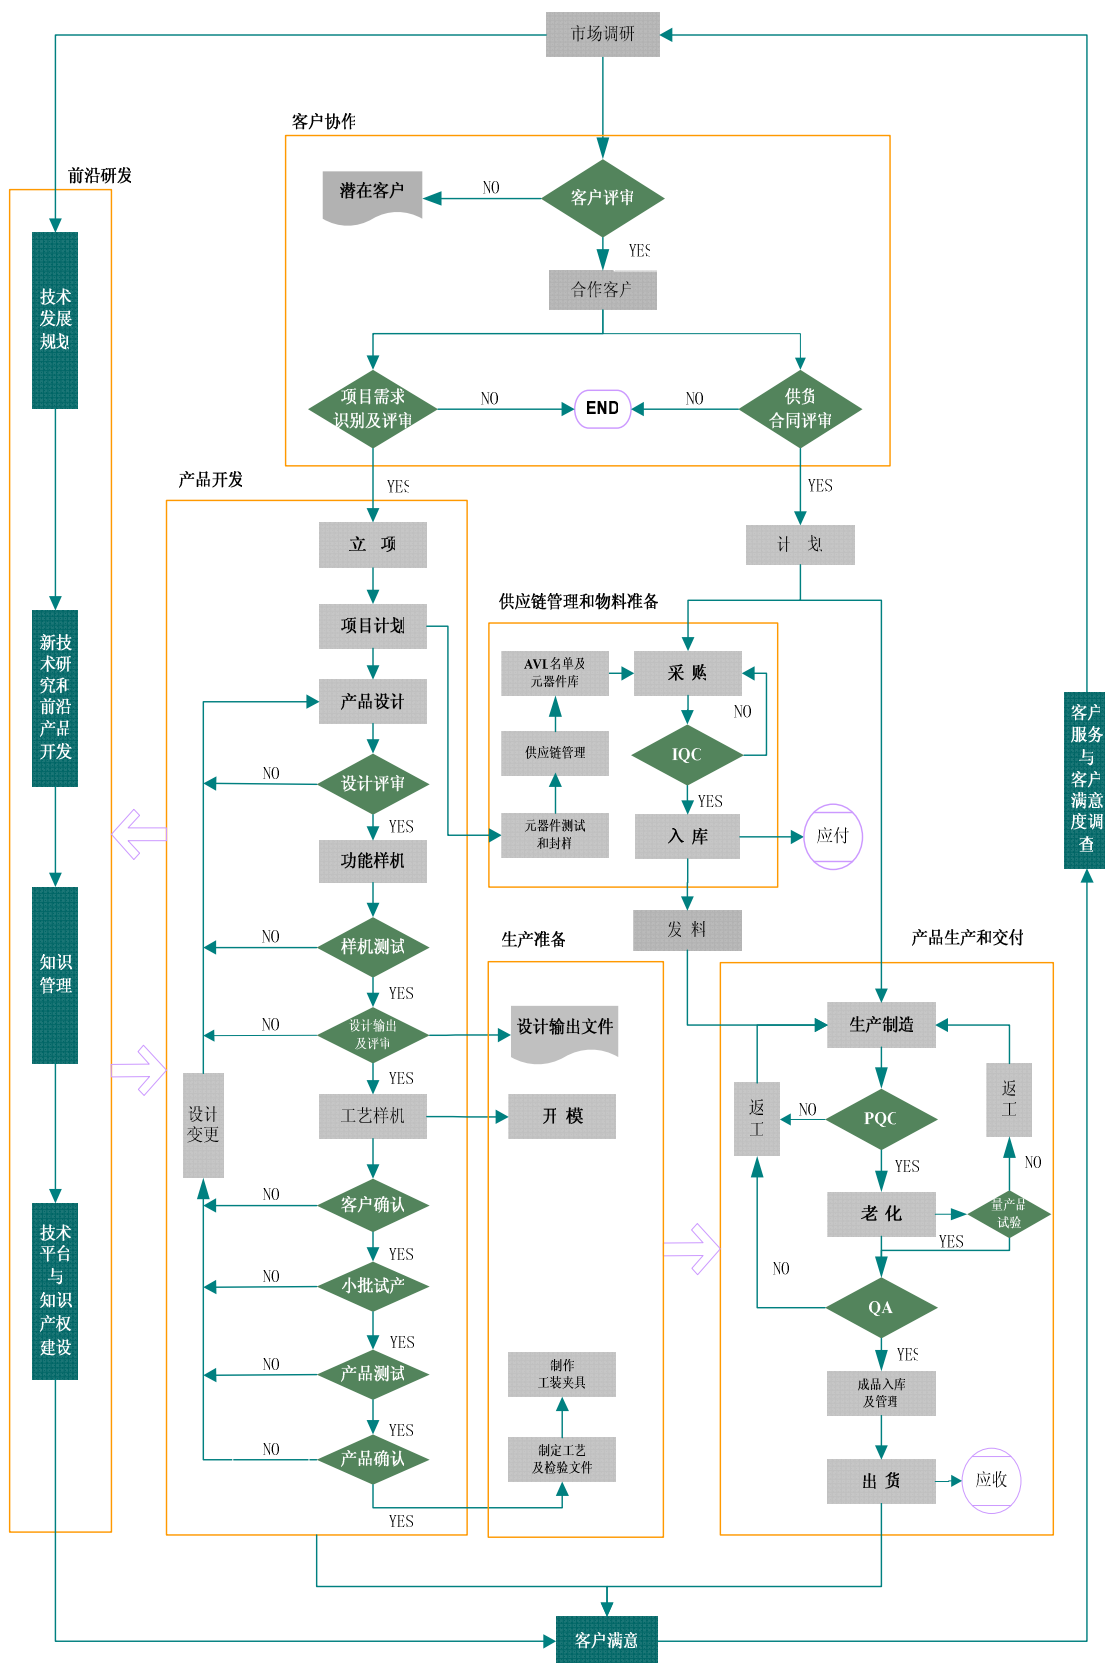 市场调研
客户协作
前沿研发
潜在客户
NO
客户评审
YES
合作客户
技术
发展
规划
项目需求
识别及评审
NO
END
NO
供货
合同评审
产品开发
YES
YES
立 项
计 划
供应链管理和物料准备
项目计划
新技
术研
究和
前沿
产品
开发
AVL名单及
元器件库
采 购
产品设计
NO
客户
服务
与
客户
满意
度调
查
供应链管理
IQC
NO
设计评审
YES
YES
元器件测试
和封样
入 库
应付
功能样机
发 料
生产准备
产品生产和交付
NO
样机测试
知识
管理
YES
NO
设计输出
及评审
设计输出文件
生产制造
YES
设计
变更
工艺样机
开 模
返
工
NO
PQC
返
工
YES
NO
NO
客户确认
老 化
量产品
试验
YES
YES
技术
平台
与
知识
产权
建设
NO
小批试产
NO
QA
YES
YES
NO
产品测试
制作
工装夹具
成品入库
及管理
YES
NO
产品确认
制定工艺
及检验文件
出 货
应收
YES
客户满意